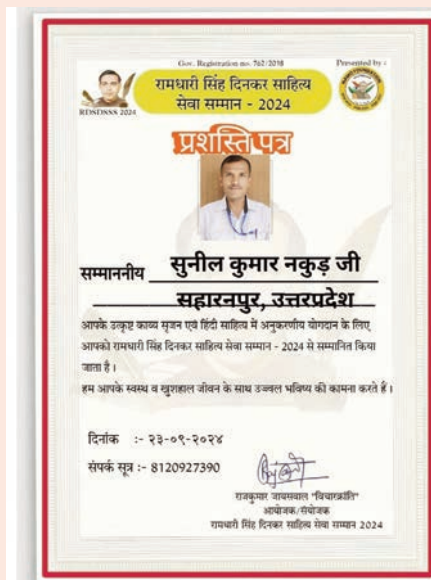 Gov. Registration no. 762/2018
Presented by :
रामधारी सिंह दिनकर साहित्य
सेवा सम्मान - 2024
RDSDSSS 2024
प्रशस्ति पत्र
सम्माननीय सुनील कुमार नकुड़ जी
सहारनपुर, उत्तरप्रदेश
आपके उत्कृष्ट काव्य सृजन एवं हिंदी साहित्य में अनुकरणीय योगदान के लिए
आपको रामधारी सिंह दिनकर साहित्य सेवा सम्मान - 2024 से सम्मानित किया
जाता है ।
हम आपके स्वस्थ व खुशहाल जीवन के साथ उज्वल भविष्य की कामना करते हैं ।
दिनांक :- २३-०९-२०२४
संपर्क सूत्र :- 8120927390
राजकुमार जायसवाल "विचारक्रांति"
आयोजक/संयोजक
रामधारी सिंह दिनकर साहित्य सेवा सम्मान 2024